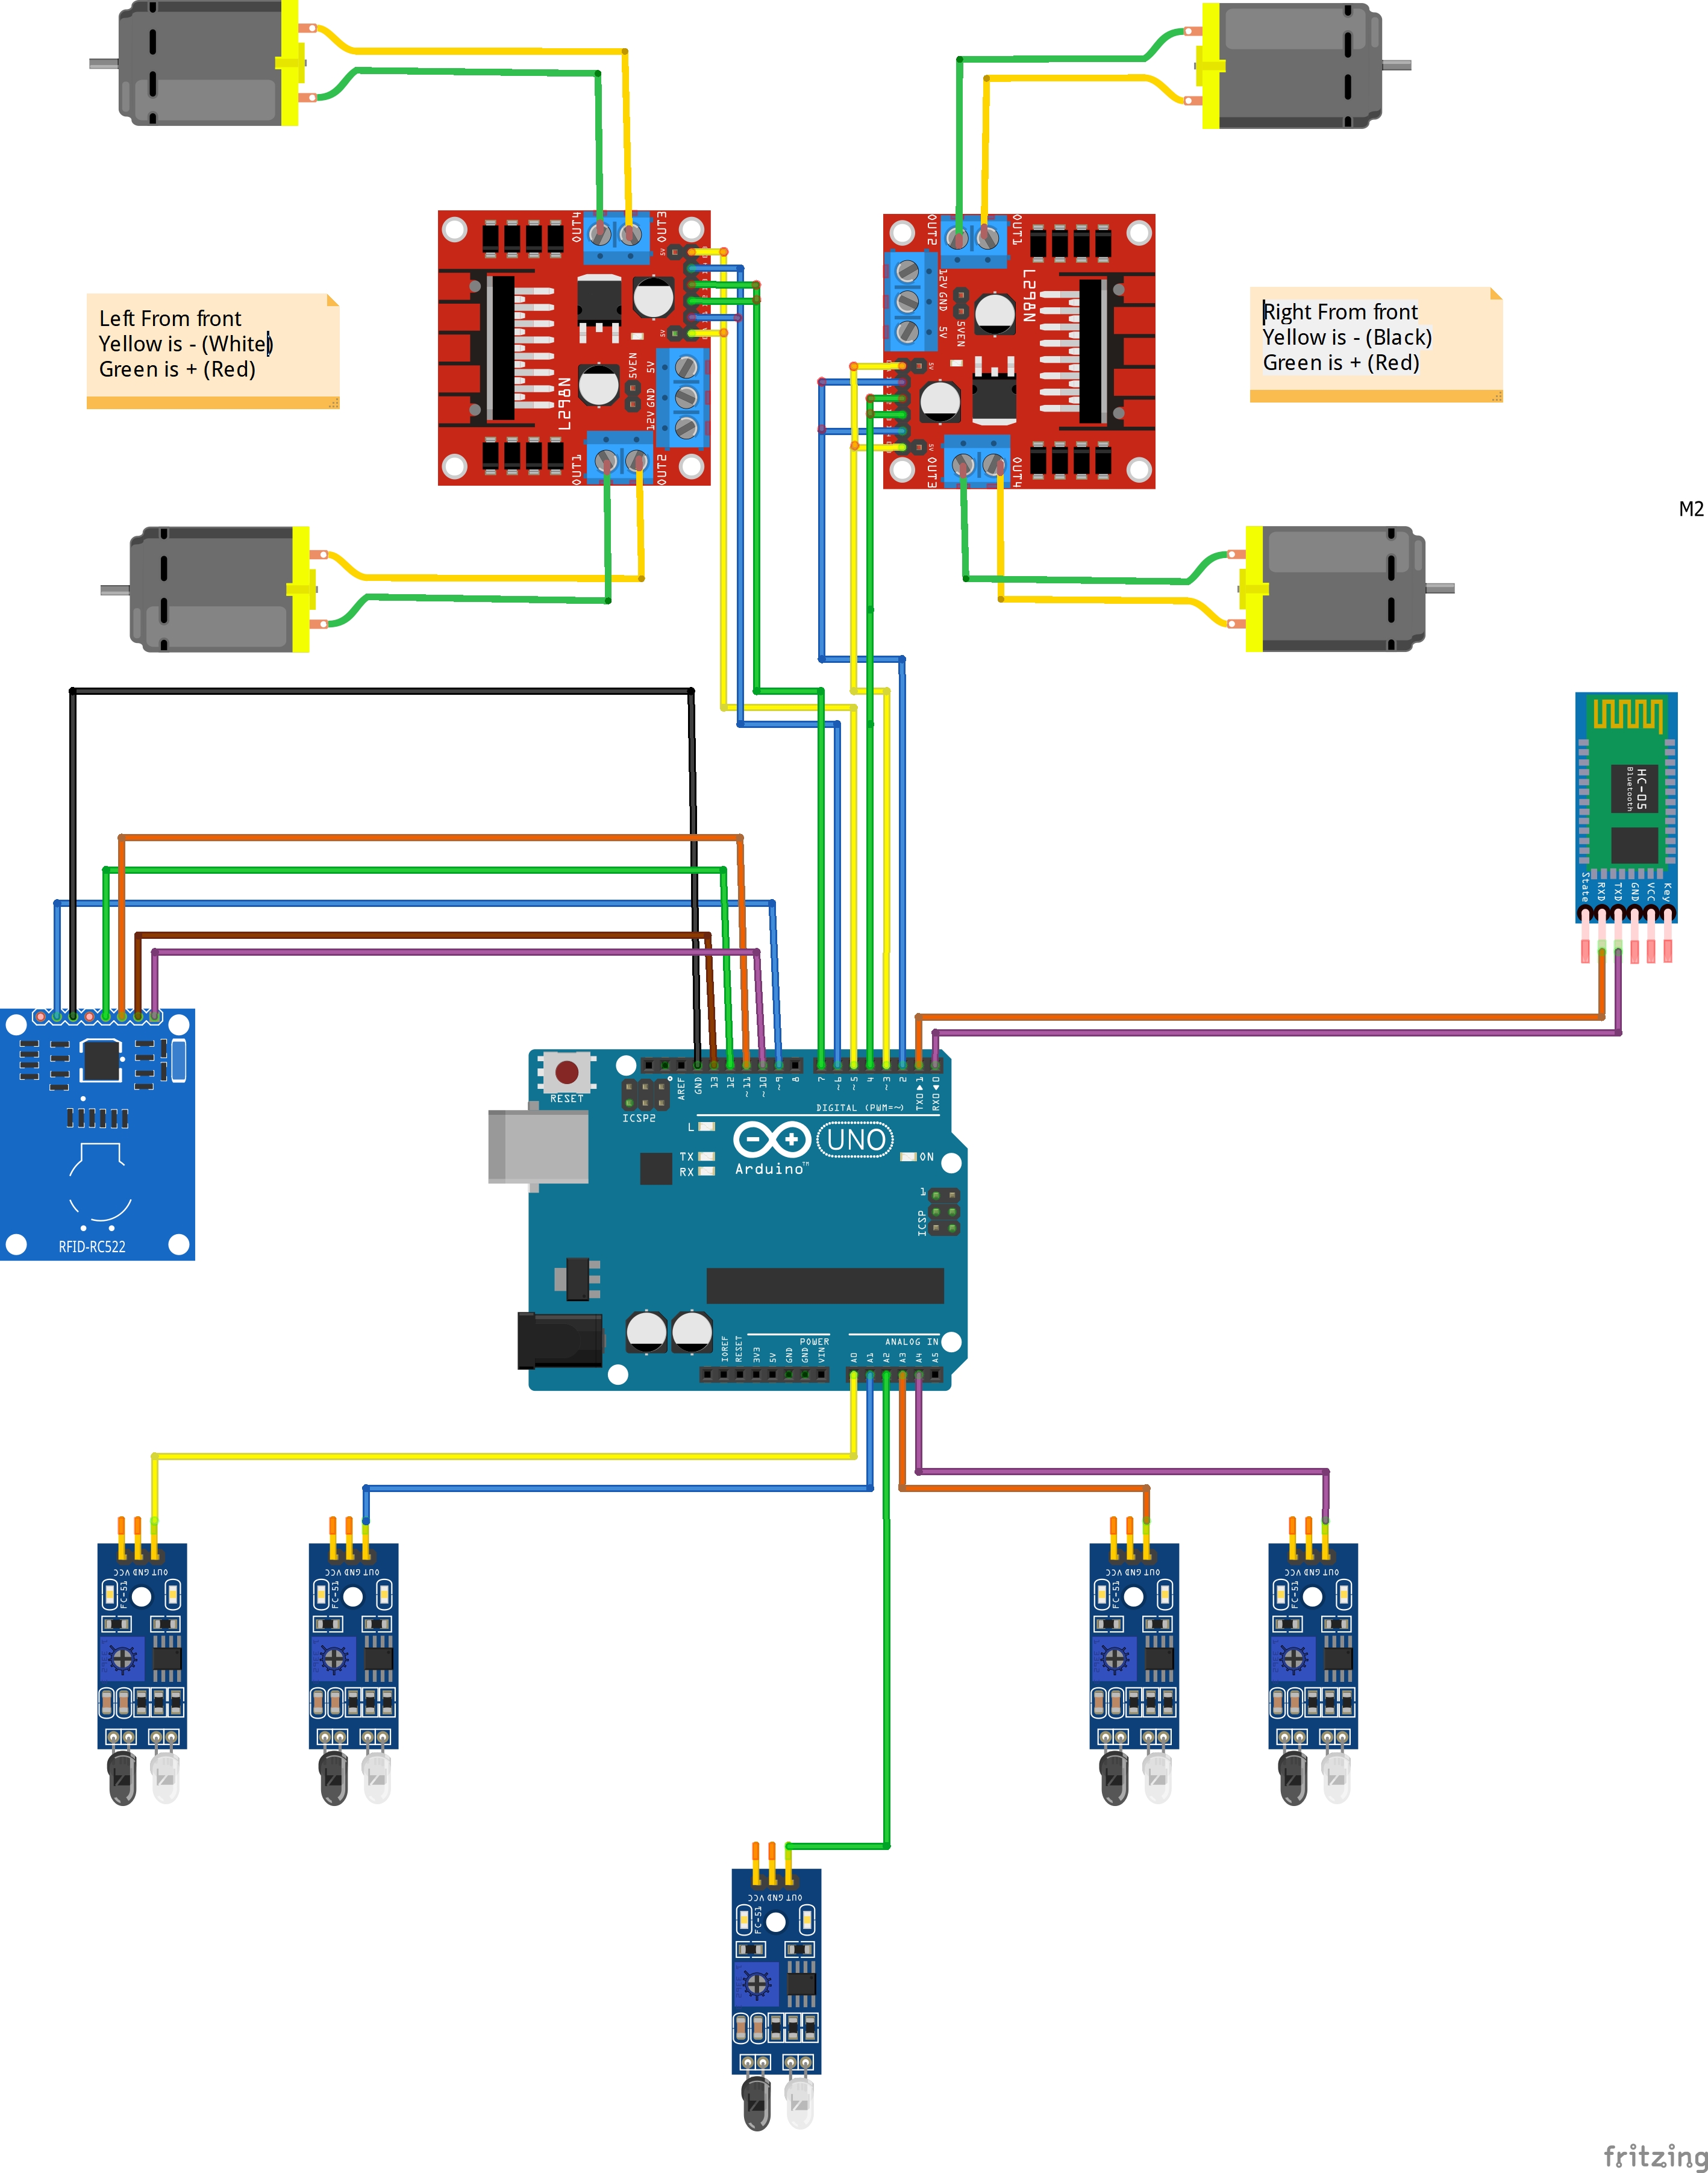 OUT4
OUT3
5V
L298N
5VEN
5V
GND
12V
5V
OUT1
OUT2
OUT2
OUT1
12V
GND
5V
L298N
5VEN
5V
5V
OUT3
OUT4
Left From front
Yellow is - (White)
Green is + (Red)
Right From front
Yellow is - (Black)
Green is + (Red)
M2
HC-05
Bluetooth
State
RXD
TXD
GND
VCC
Key
RFID-RC522
RESET
ICSP2
AREF
GND
13
12
~11
~10
~9
8
7
~6
~5
4
~3
2
TX0▶1
RX0◀0
DIGITAL (PWM=~)
L
TX
RX
Arduino™
UNO
ON
1
ICSP
IOREF
RESET
3V3
5V
GND
GND
VIN
POWER
A0
A1
A2
A3
A4
A5
ANALOG IN
OUT GND VCC
FC-51
OUT GND VCC
FC-51
OUT GND VCC
FC-51
OUT GND VCC
FC-51
OUT GND VCC
FC-51
fritzing